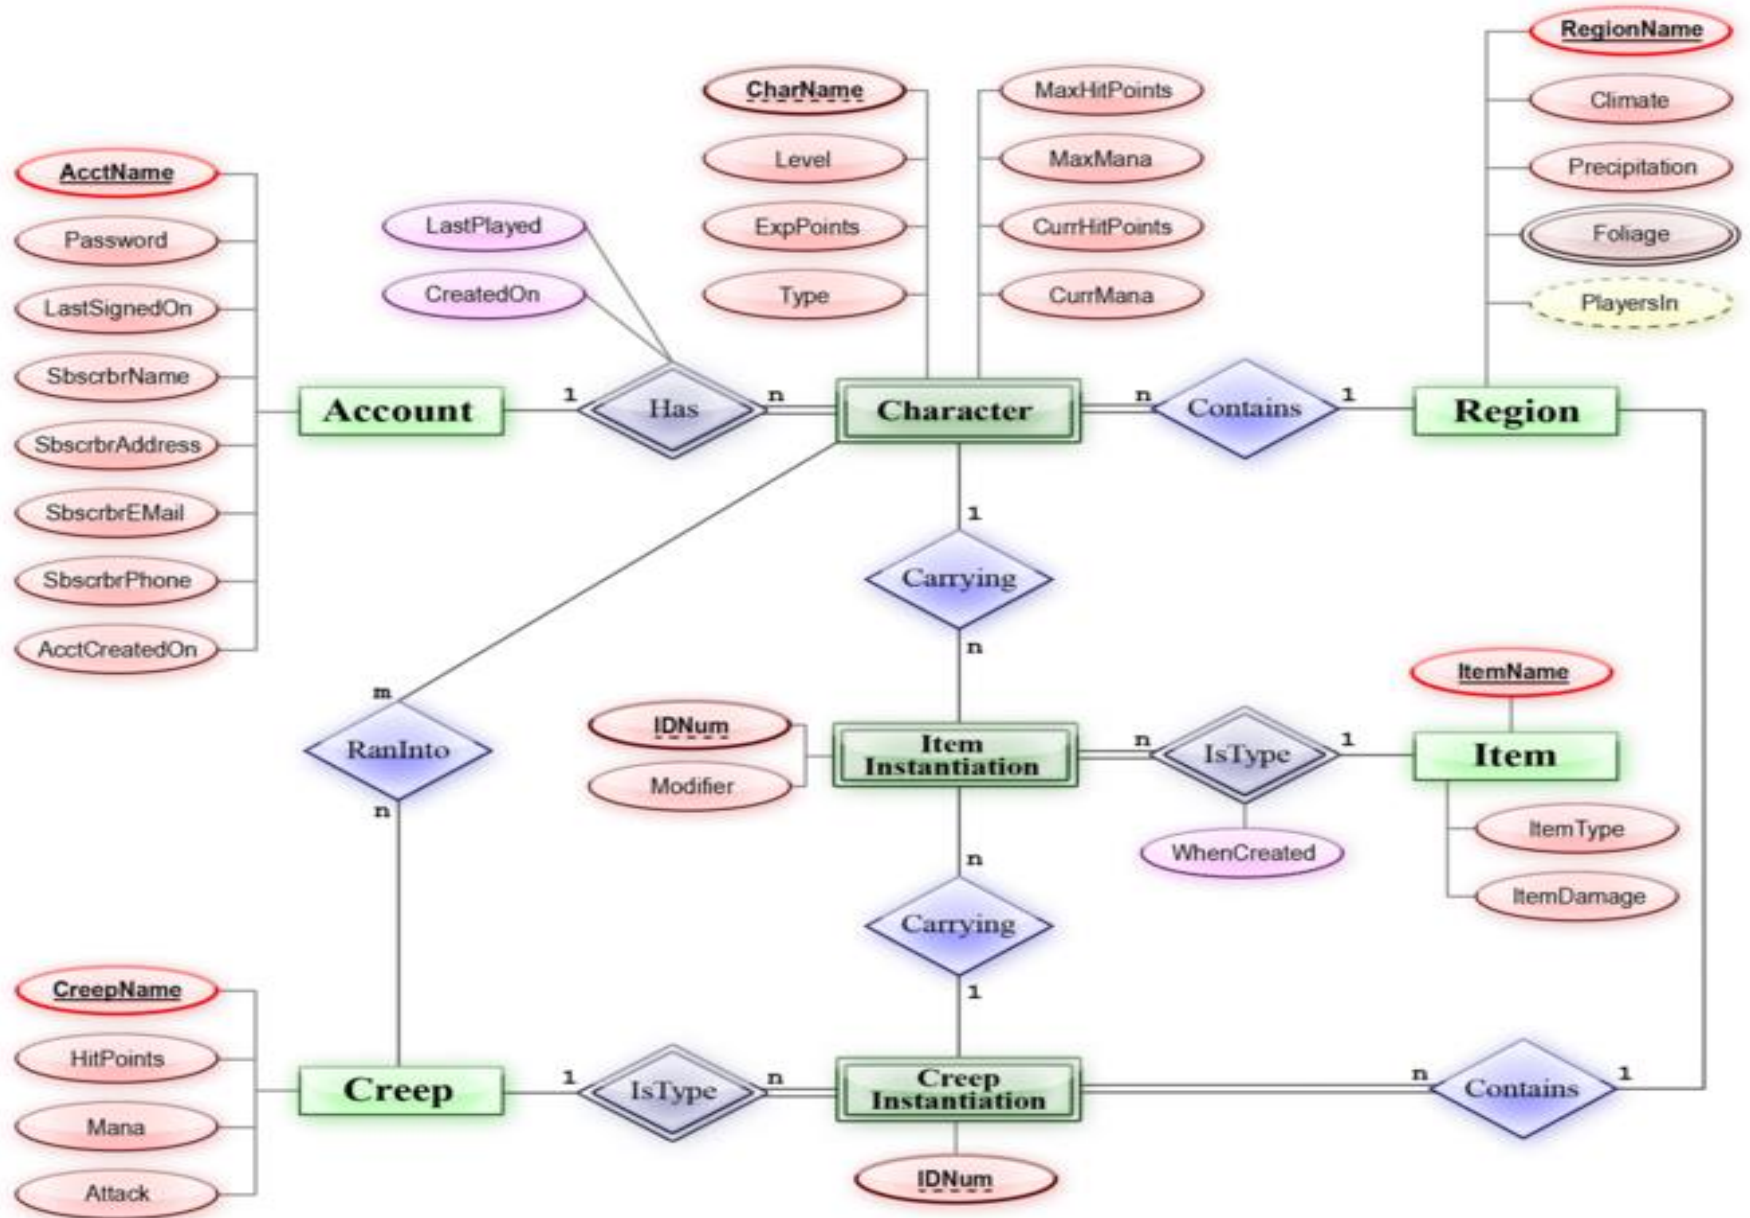 RegionName
CharName
MaxHitPoints
Climate
Level
MaxMana
Precipitation
AcctName
LastPlayed
ExpPoints
CurrHitPoints
Foliage
Password
CreatedOn
Type
CurrMana
PlayersIn
LastSignedOn
SbscrbrName
Account
1
Has
n
Character
n
Contains
1
Region
SbscrbrAddress
SbscrbrEMail
1
SbscrbrPhone
Carrying
AcctCreatedOn
n
ItemName
m
IDNum
RanInto
Item
Instantiation
n
IsType
1
Item
Modifier
n
ItemType
WhenCreated
n
ItemDamage
Carrying
CreepName
1
HitPoints
Creep
1
IsType
n
Creep
Instantiation
n
Contains
1
Mana
Attack
IDNum